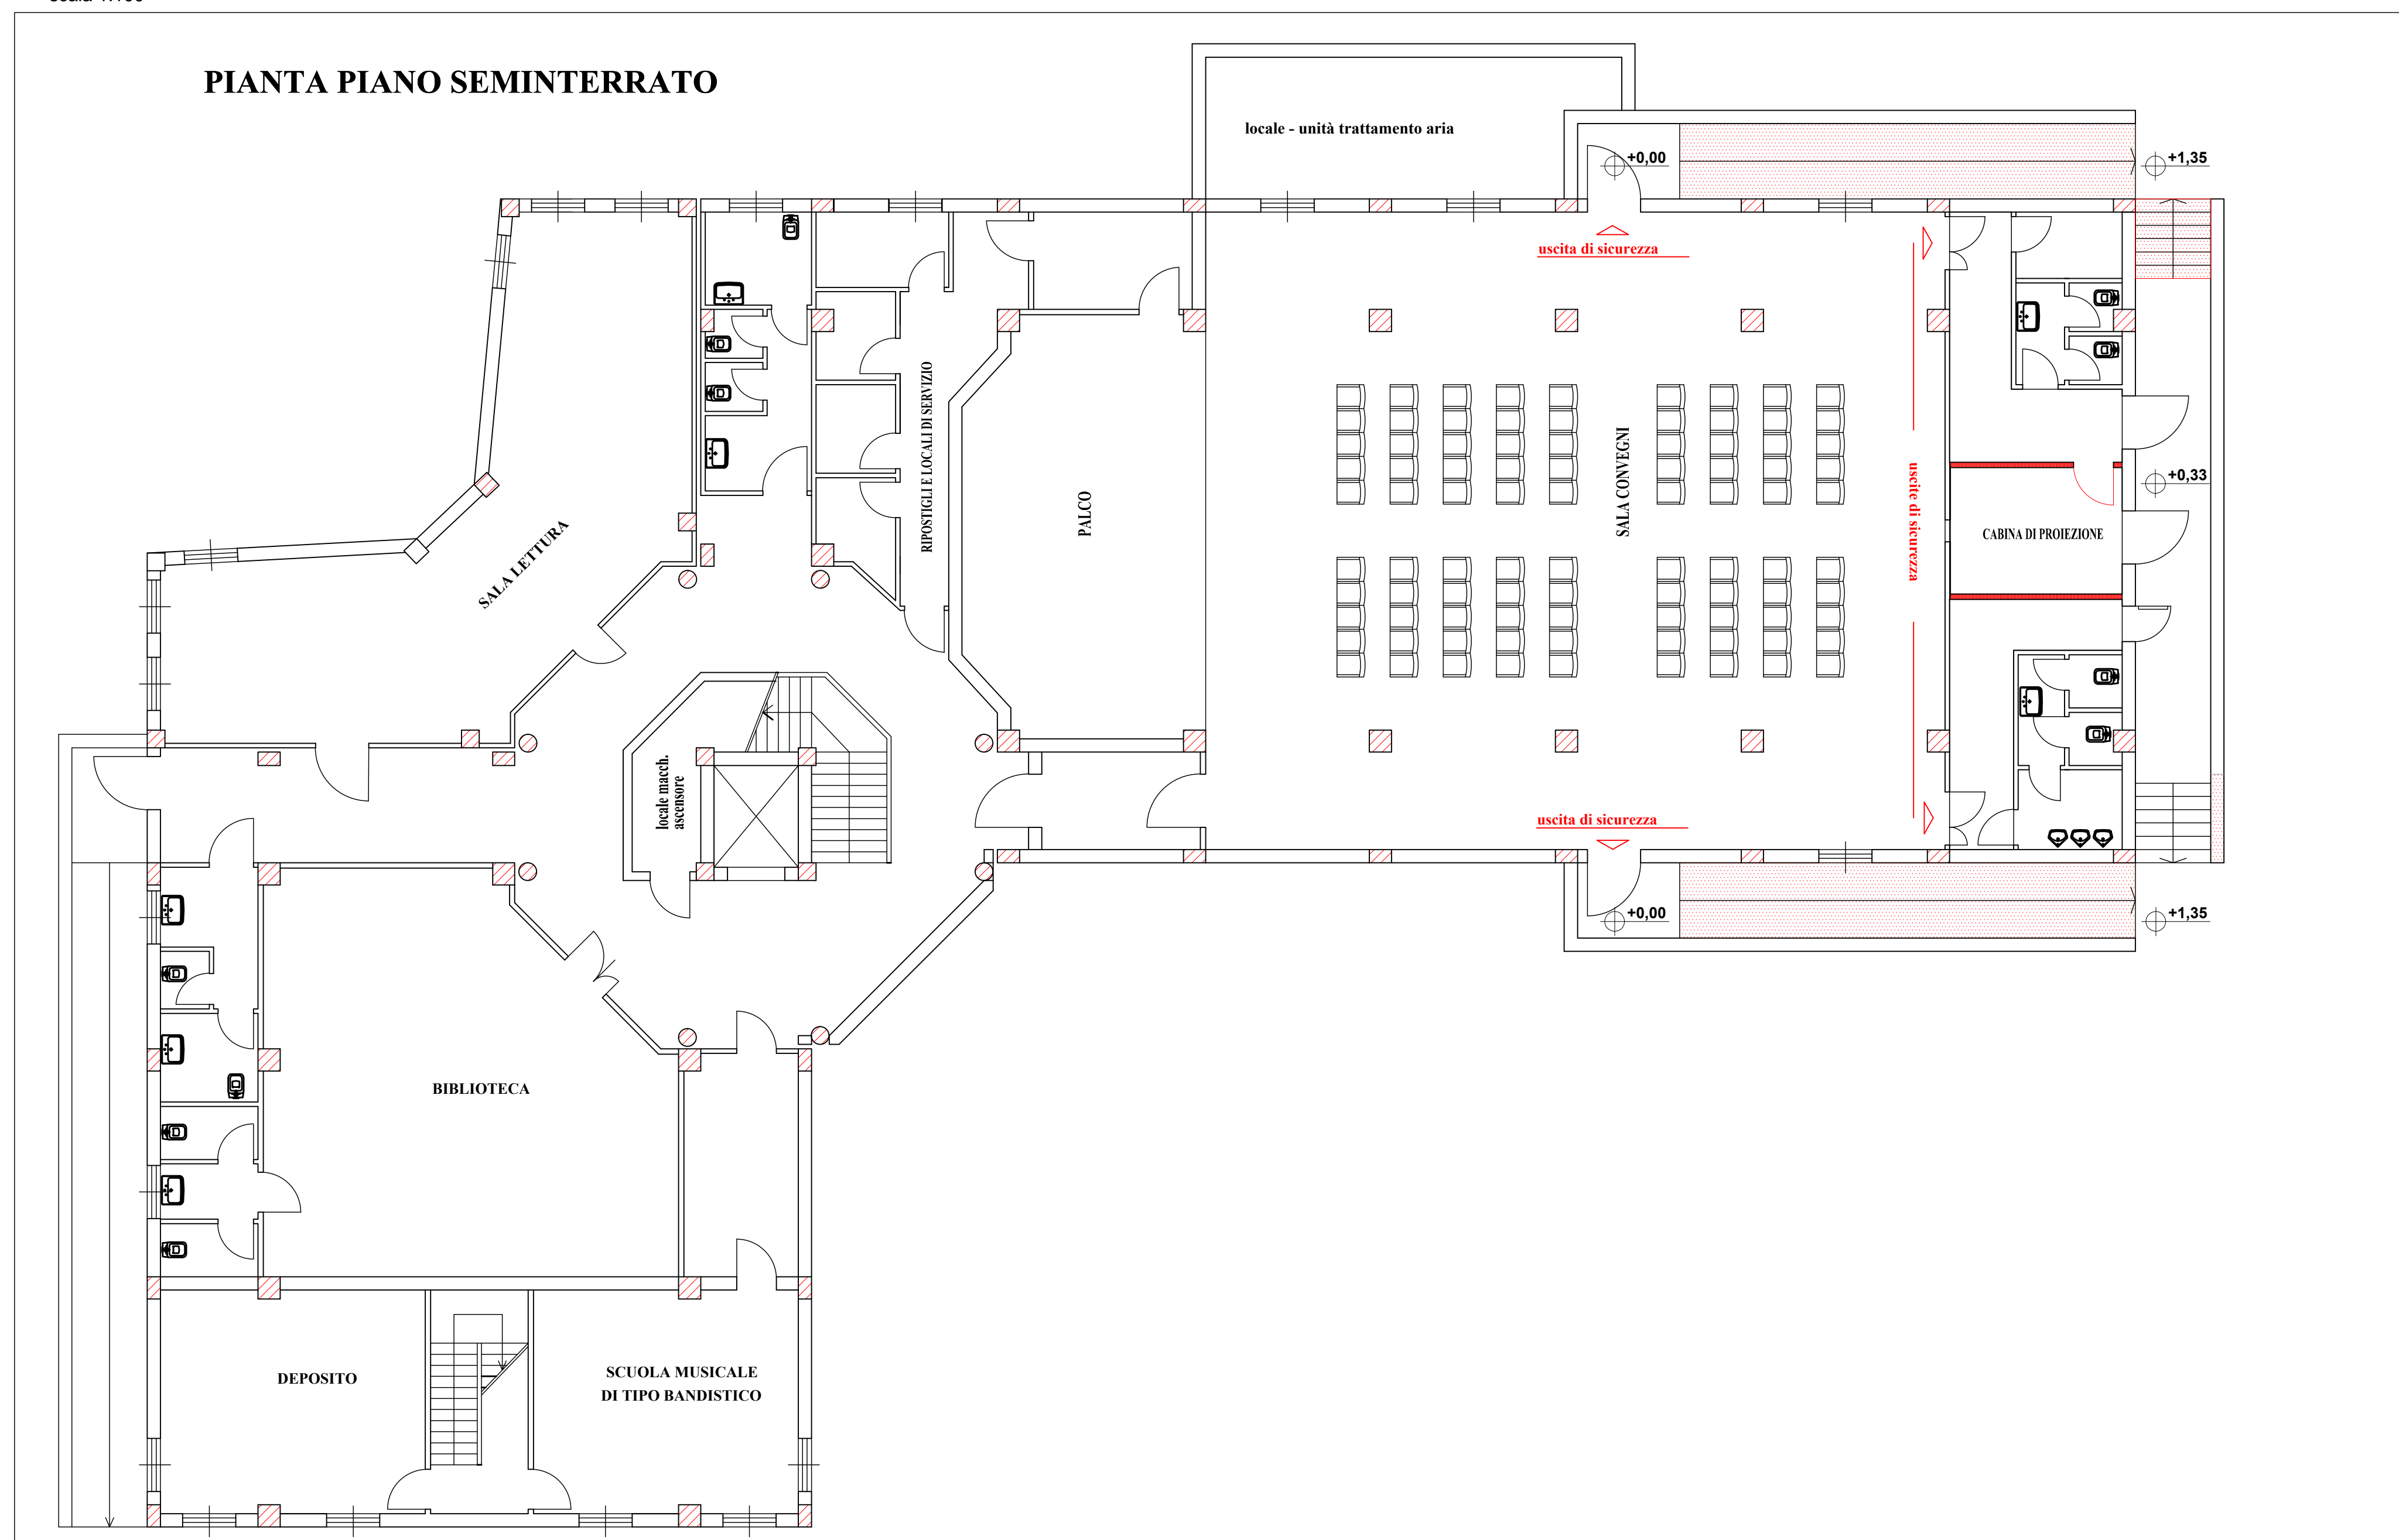 PIANTA PIANO SEMINTERRATO
locale - unità trattamento aria
+0,00
+1,35
uscita di sicurezza
SALA LETTURA
RIPOSTIGLI E LOCALI DI SERVIZIO
PALCO
SALA CONVEGNI
uscite di sicurezza
+0,33
CABINA DI PROIEZIONE
locale macch.
ascensore
uscita di sicurezza
+0,00
+1,35
BIBLIOTECA
DEPOSITO
SCUOLA MUSICALE
DI TIPO BANDISTICO